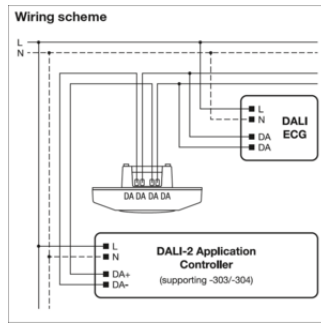 Wiring scheme
L
N
L
N
DALI
ECG
DA
DA
DA DA DA DA
L
N
DALI-2 Application
Controller
(supporting -303/-304)
DA+
DA-